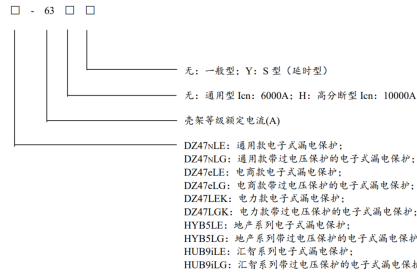 □ - 63 □ □
无：一般型；Y：S 型（延时型）
无：通用型 Icn：6000A；H：高分断型 Icn：10000A
壳架等级额定电流(A)
DZ47NLE：通用款电子式漏电保护；
DZ47NLG：通用款带过电压保护的电子式漏电保护；
DZ47eLE：电商款电子式漏电保护；
DZ47eLG：电商款带过电压保护的电子式漏电保护；
DZ47LEK：电力款电子式漏电保护；
DZ47LGK：电力款带过电压保护的电子式漏电保护；
HYB5LE：地产系列电子式漏电保护；
HYB5LG：地产系列带过电压保护的电子式漏电保护；
HUB9iLE：汇智系列电子式漏电保护；
HUB9iLG：汇智系列带过电压保护的电子式漏电保